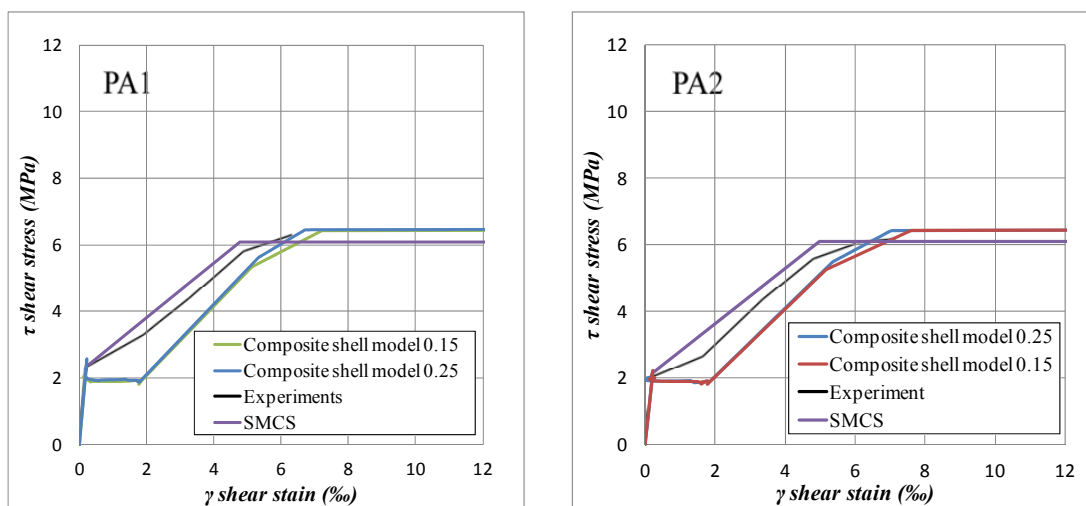 PA1
τ shear stress (MPa)
12
10
8
6
4
2
0
Composite shell model 0.15
Composite shell model 0.25
Experiments
SMCS
0 2 4 6 8 10 12
γ shear stain (‰)
PA2
τ shear stress (MPa)
12
10
8
6
4
2
0
Composite shell model 0.25
Composite shell model 0.15
Experiment
SMCS
0 2 4 6 8 10 12
γ shear stain (‰)